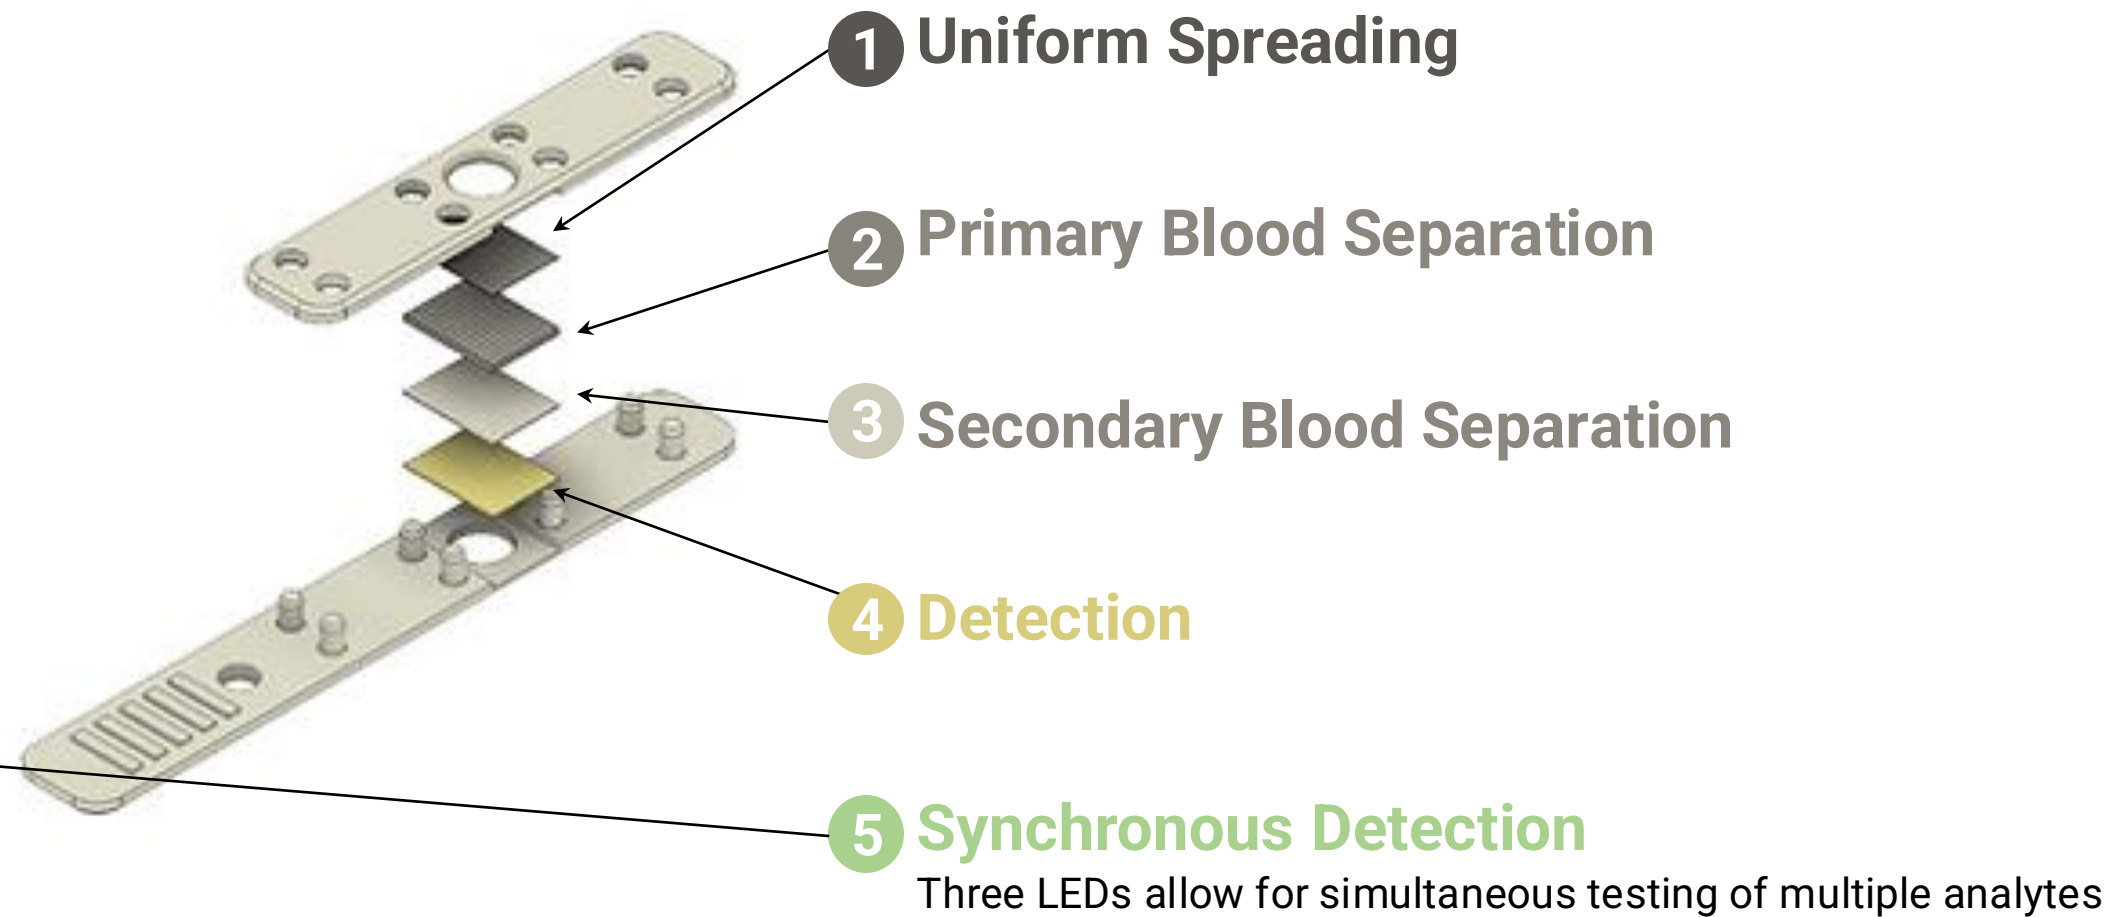 1 Uniform Spreading
2 Primary Blood Separation
3 Secondary Blood Separation
4 Detection
5 Synchronous Detection
Three LEDs allow for simultaneous testing of multiple analytes